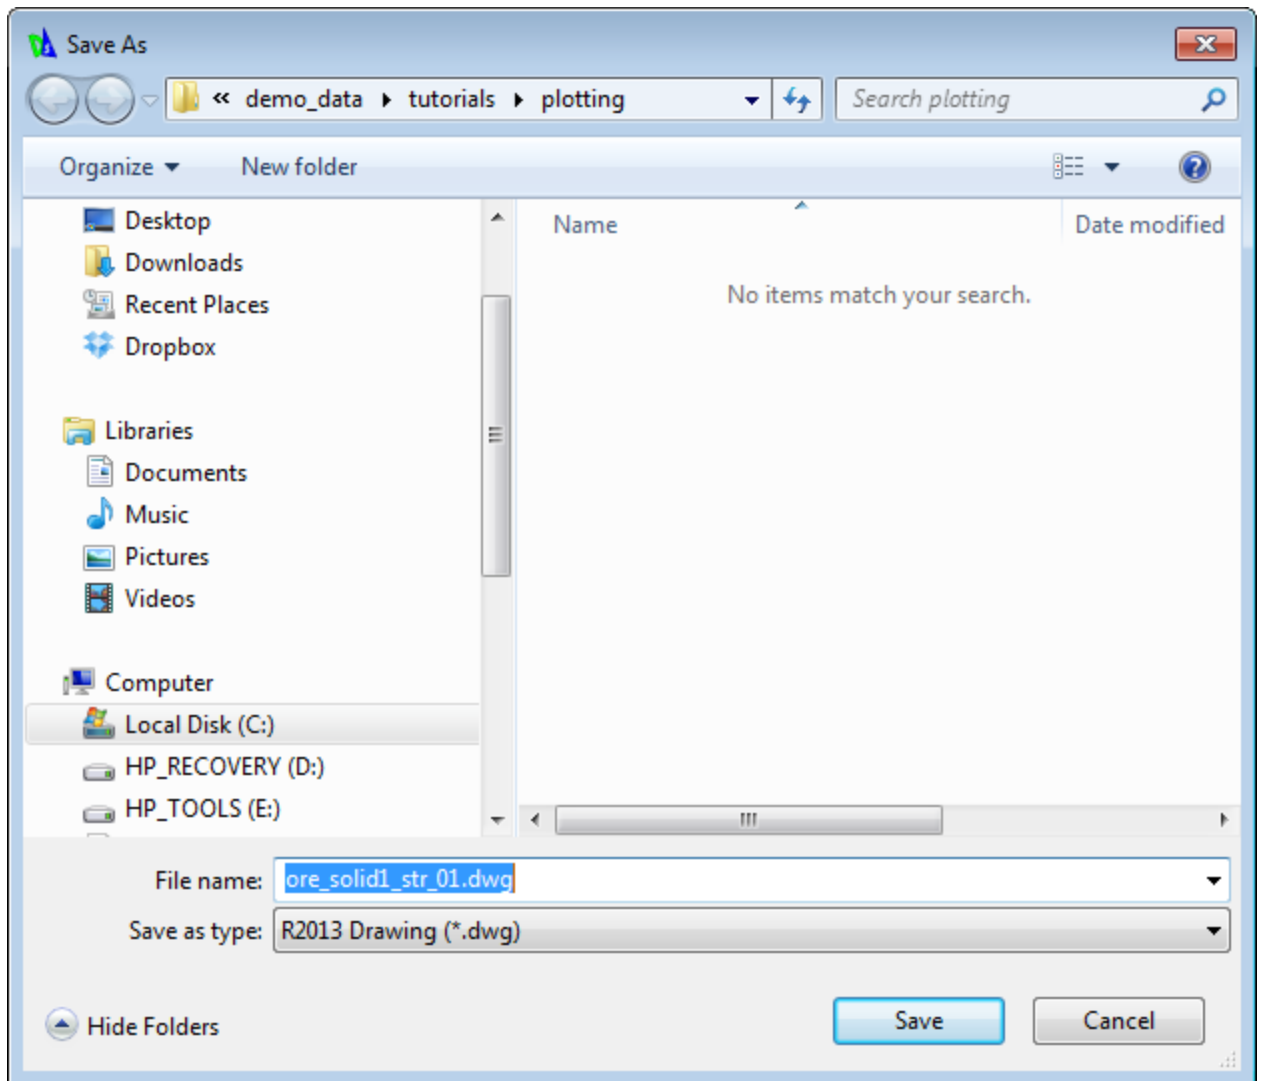 Save As
« demo_data ▸ tutorials ▸ plotting
Search plotting
Organize
New folder
Name
Date modified
Desktop
Downloads
Recent Places
Dropbox
No items match your search.
Libraries
Documents
Music
Pictures
Videos
Computer
Local Disk (C:)
HP_RECOVERY (D:)
HP_TOOLS (E:)
File name: ore_solid1_str_01.dwg
Save as type: R2013 Drawing (*.dwg)
Hide Folders
Save
Cancel